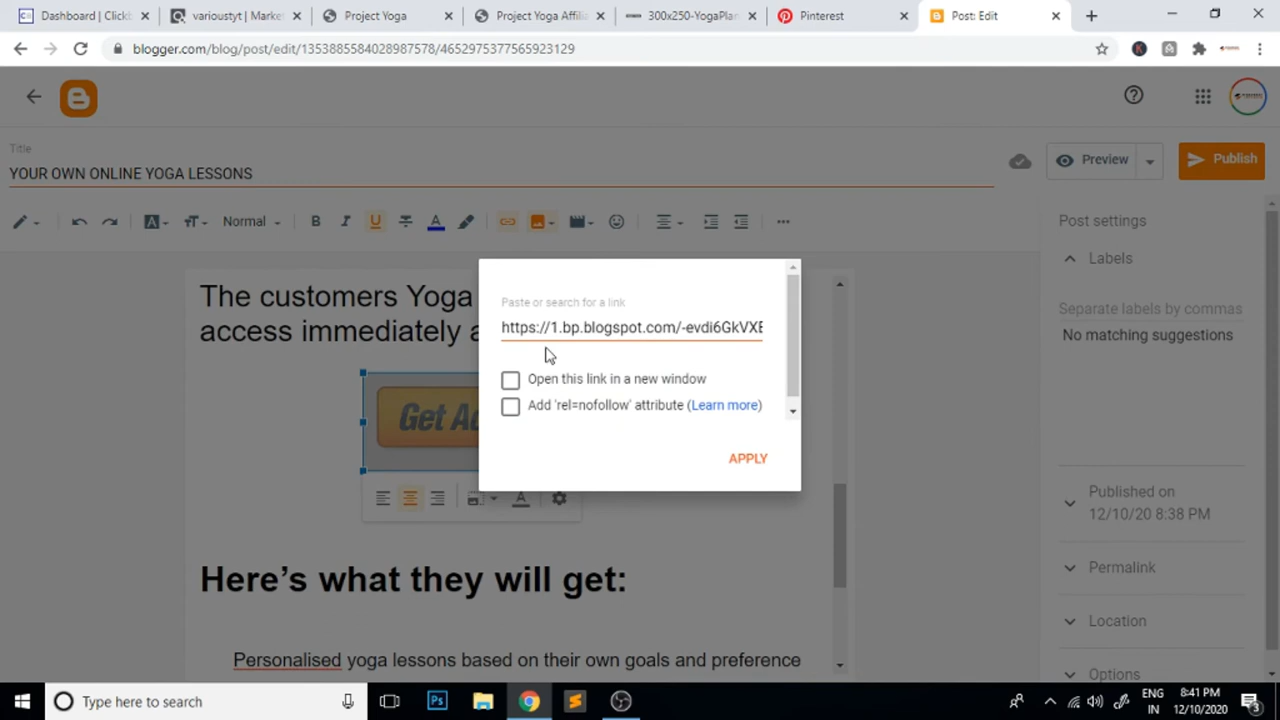 Dashboard | Clickb
variousyt | Market
Project Yoga
Project Yoga Affilia
300x250-YogaPlan
Pinterest
Post: Edit
blogger.com/blog/post/edit/1353885584028987578/4652975377565923129
Title
YOUR OWN ONLINE YOGA LESSONS
Preview
Publish
Normal
Post settings
Labels
Separate labels by commas
No matching suggestions
The customers Yoga
access immediately a
Get Ac
Paste or search for a link
https://1.bp.blogspot.com/-evdi6GkVXE
Open this link in a new window
Add 'rel=nofollow' attribute (Learn more)
APPLY
Published on
12/10/20 8:38 PM
Permalink
Location
Options
Here's what they will get:
Personalised yoga lessons based on their own goals and preference
Type here to search
ENG
IN
8:41 PM
12/10/2020
3